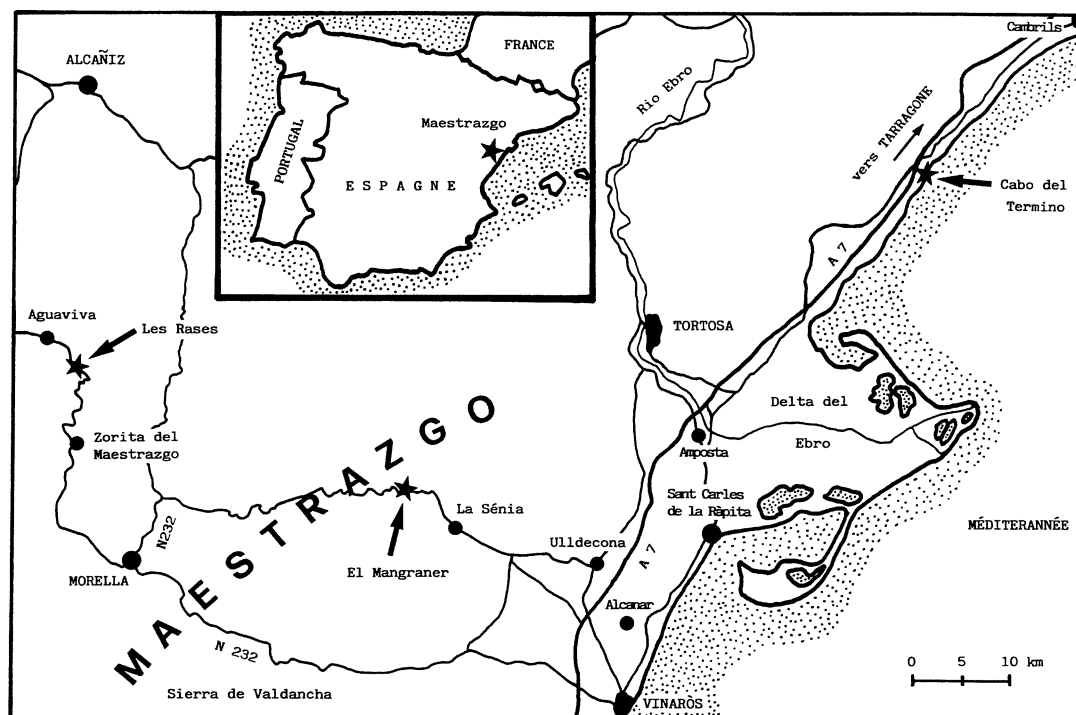 ALCAÑIZ
FRANCE
Maestrazgo
PORTUGAL
ESPAGNE
Rio Ebro
Cambrils
vers TARRAGONE
Cabo del
Termino
A 7
Aguaviva
Les Rases
TORTOSA
Zorita del
Maestrazgo
MAESTRAZGO
Delta del
Ebro
Amposta
La Sénia
Sant Carles
de la Ràpita
MÉDITERANNÉE
N232
Ulldecona
A 7
MORELLA
El Mangraner
Alcanar
N 232
Sierra de Valdancha
VINARÒS
0 5 10 km